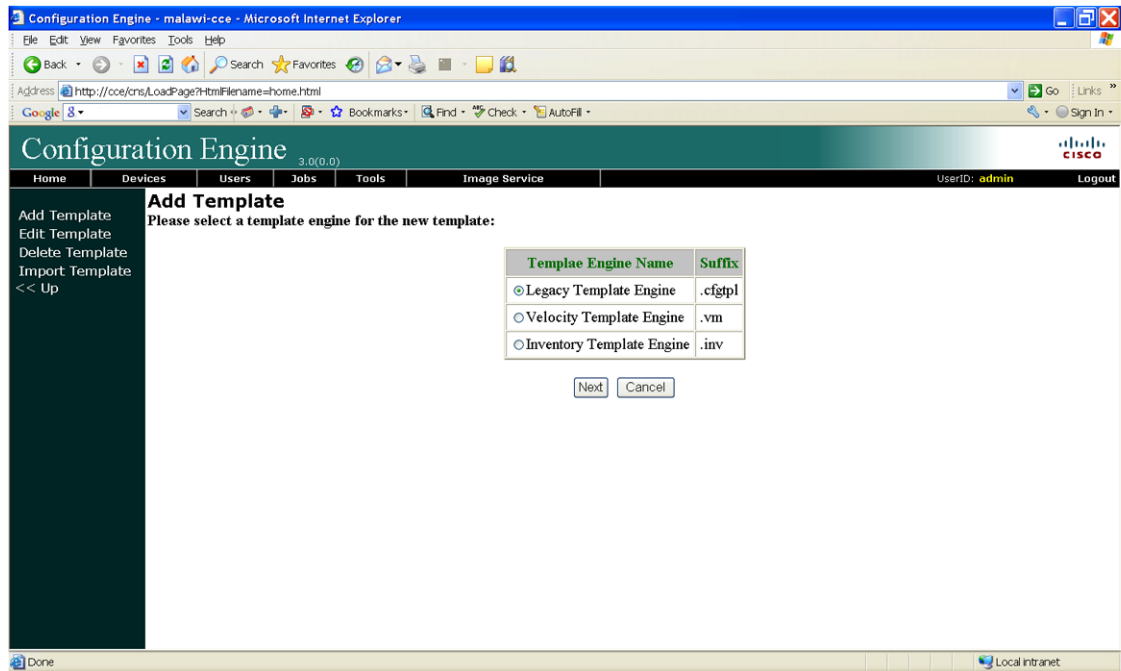 Configuration Engine - malawi-cce - Microsoft Internet Explorer
File Edit View Favorites Tools Help
Back Search Favorites
Address http://cce/cns/LoadPage?HtmlFilename=home.html Go Links »
Google Search Bookmarks Find Check AutoFill Sign In
Configuration Engine 3.0(0.0)
CISCO
Home Devices Users Jobs Tools Image Service UserID: admin Logout
Add Template
Edit Template
Delete Template
Import Template
<< Up
Add Template
Please select a template engine for the new template:
Templae Engine Name Suffix
Legacy Template Engine .cfgtpl
Velocity Template Engine .vm
Inventory Template Engine .inv
Next Cancel
Done Local intranet